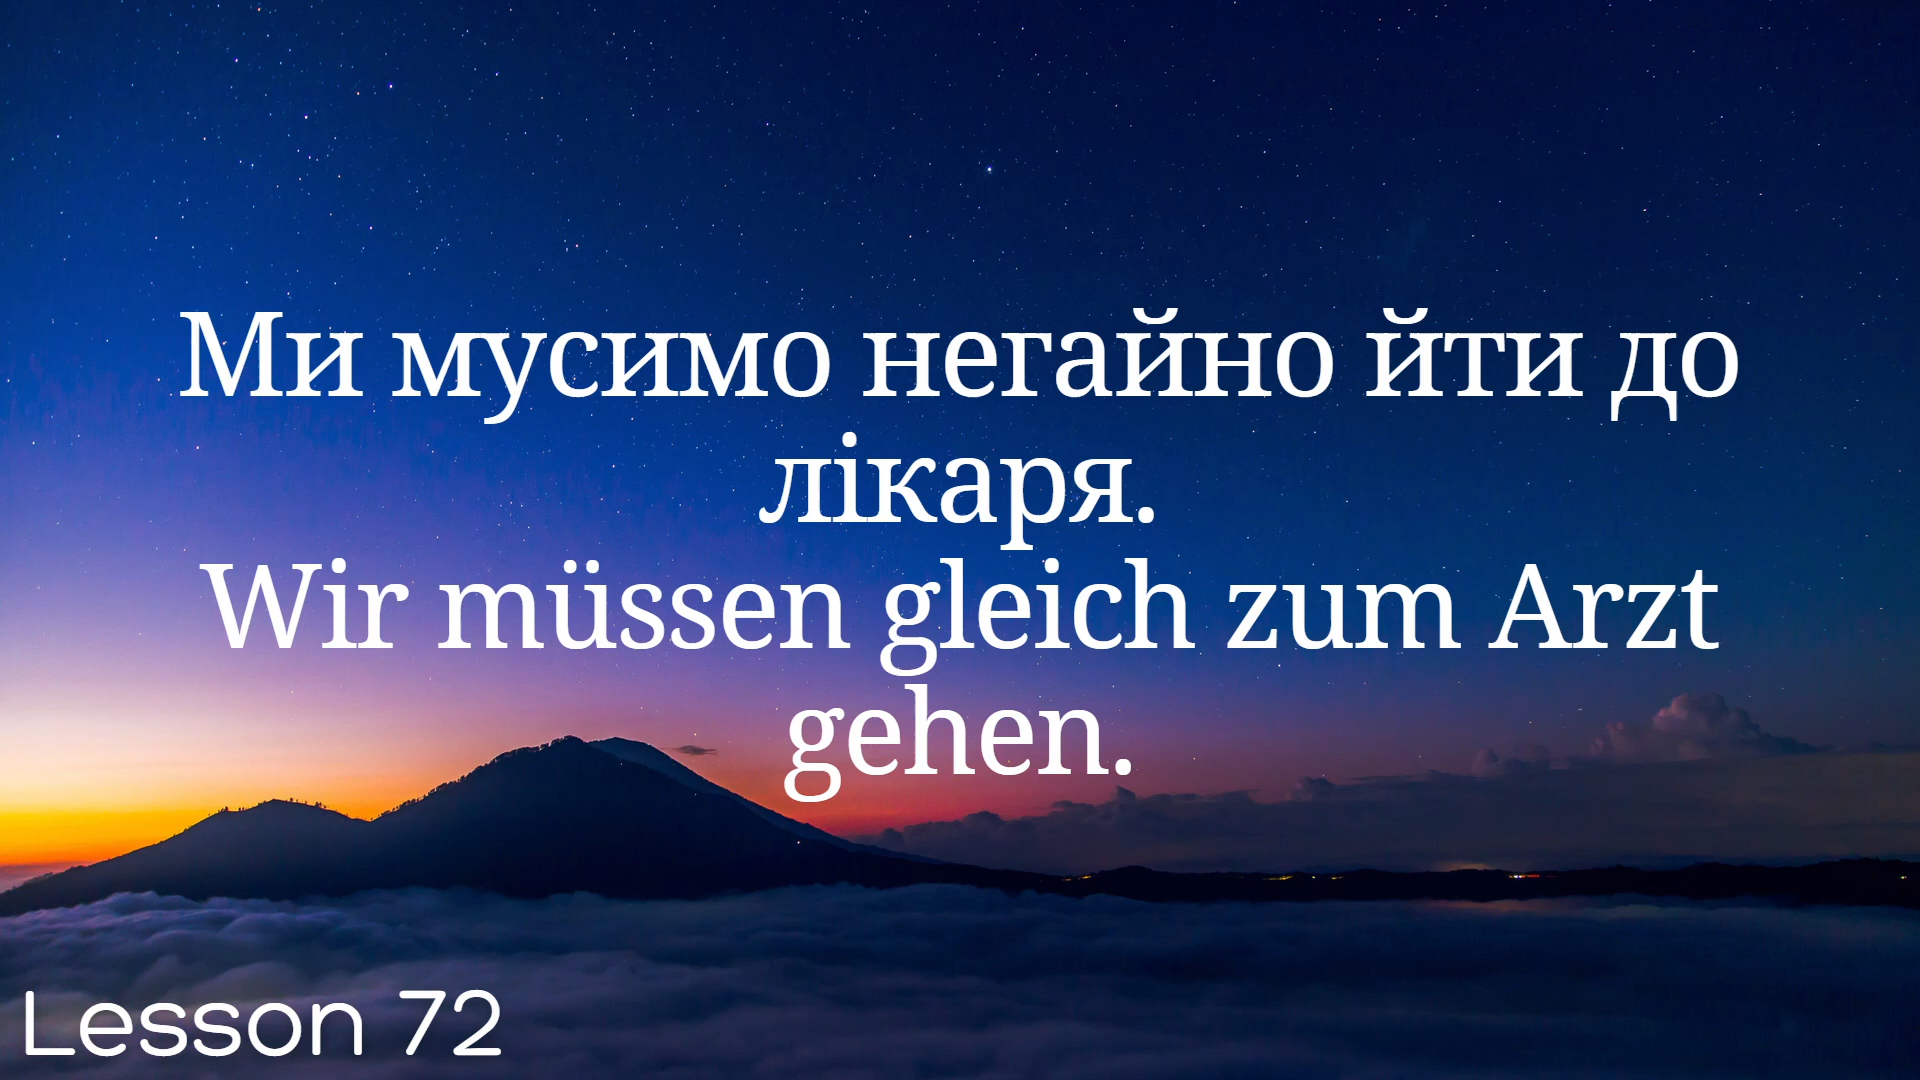 Ми мусимо негайно йти до
лікаря.
Wir müssen gleich zum Arzt
gehen.
Lesson 72